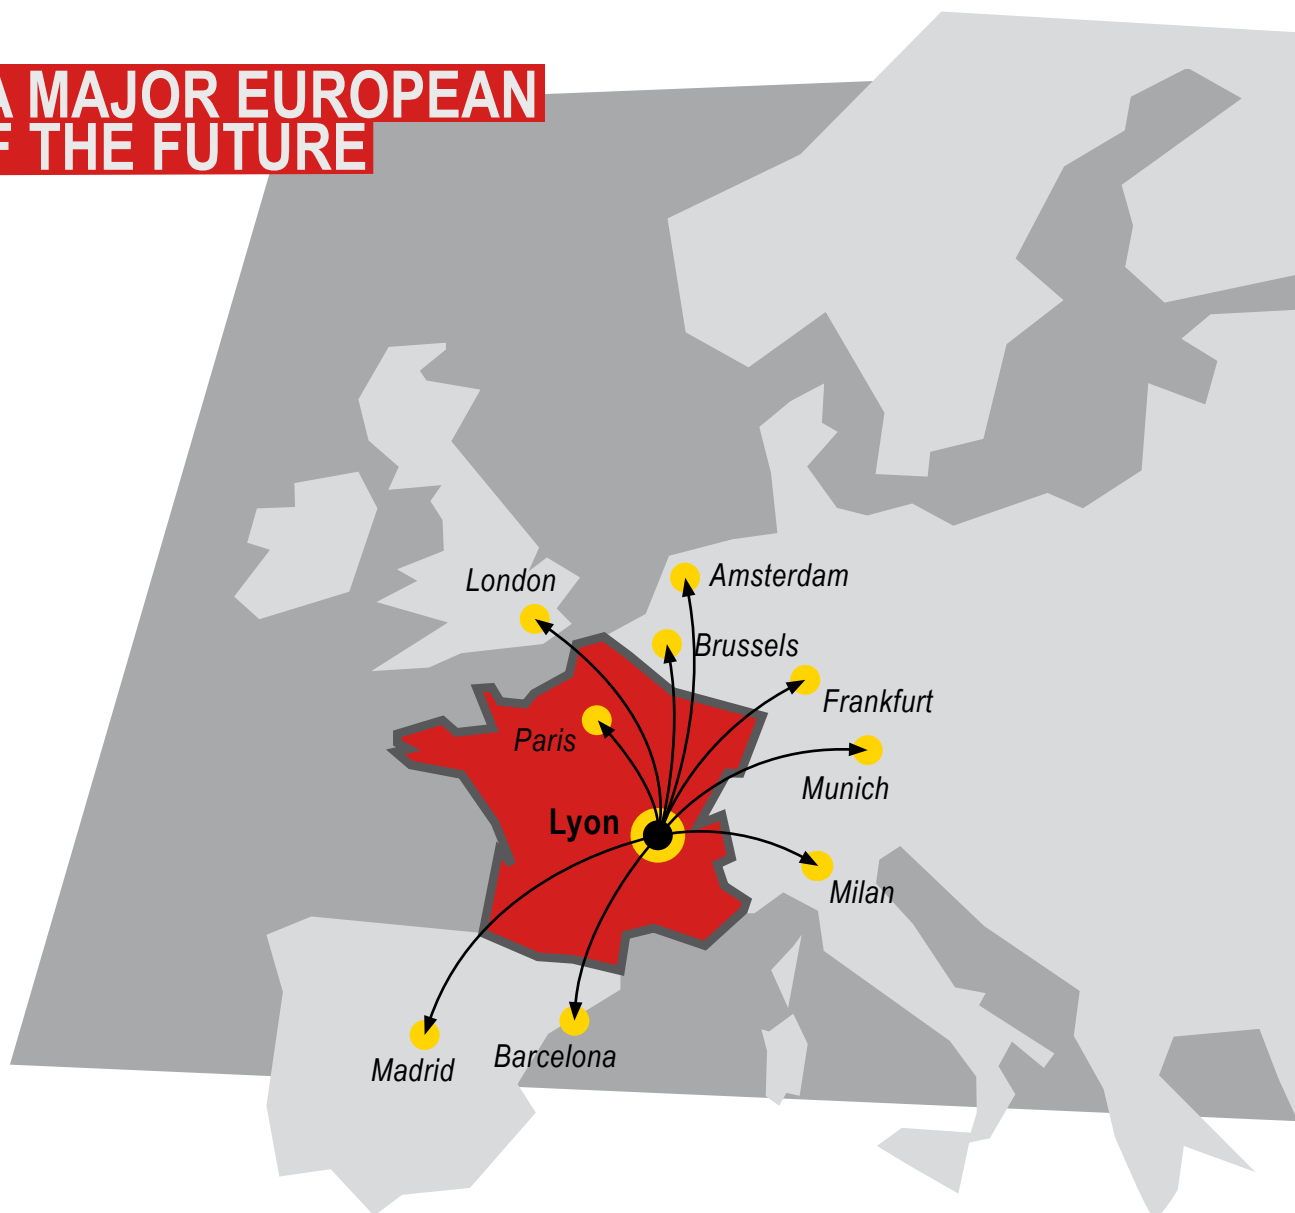 A MAJOR EUROPEAN
F THE FUTURE
London
Amsterdam
Brussels
Frankfurt
Paris
Munich
Lyon
Milan
Madrid
Barcelona